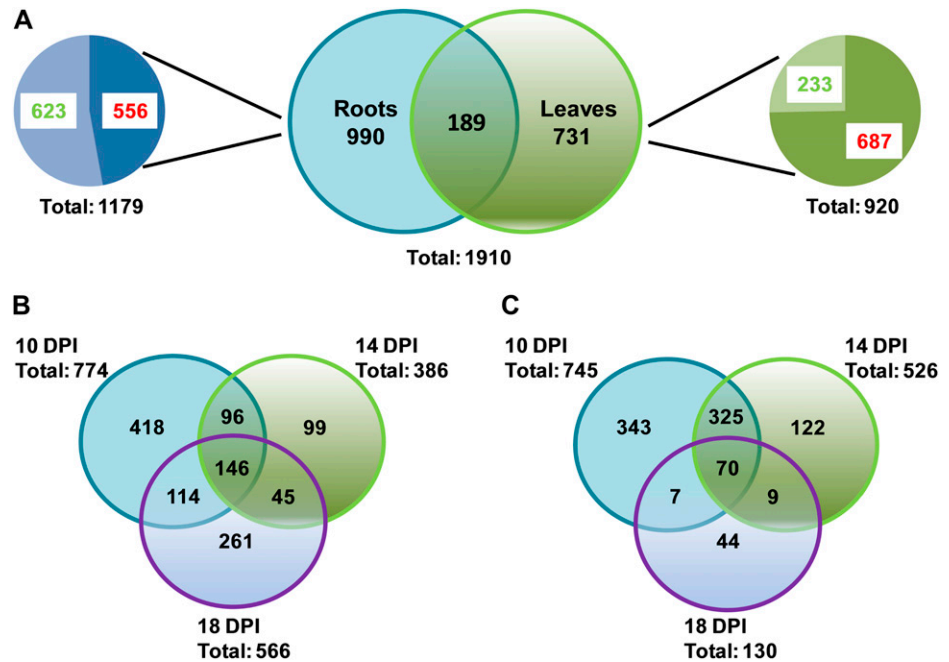 A
623
556
Total: 1179
Roots
990
189
Leaves
731
Total: 1910
233
687
Total: 920
B
10 DPI
Total: 774
14 DPI
Total: 386
418
96
99
146
114
45
261
18 DPI
Total: 566
C
10 DPI
Total: 745
14 DPI
Total: 526
343
325
122
70
7
9
44
18 DPI
Total: 130